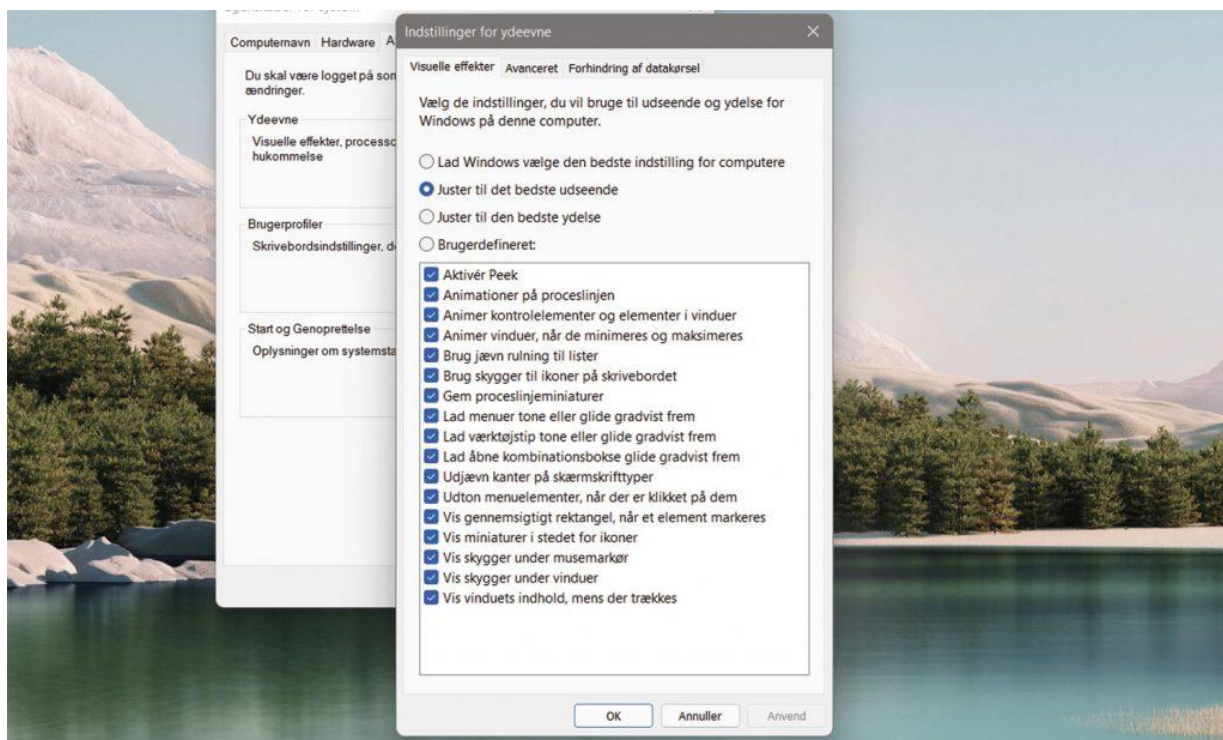 Indstillinger for ydeevne
Computernavn Hardware A
Du skal være logget på som
ændringer.
Ydeevne
Visuelle effekter, processo
hukommelse
Brugerprofiler
Skrivebordsindstillinger, d
Start og Genoprettelse
Oplysninger om systemsta
Visuelle effekter Avanceret Forhindring af datakørsel
Vælg de indstillinger, du vil bruge til udseende og ydelse for
Windows på denne computer.
Lad Windows vælge den bedste indstilling for computere
Juster til det bedste udseende
Juster til den bedste ydelse
Brugerdefineret:
Aktivér Peek
Animationer på proceslinjen
Animer kontrolelementer og elementer i vinduer
Animer vinduer, når de minimeres og maksimeres
Brug jævn rulning til lister
Brug skygger til ikoner på skrivebordet
Gem proceslinjeminiaturer
Lad menuer tone eller glide gradvist frem
Lad værktøjstip tone eller glide gradvist frem
Lad åbne kombinationsbokse glide gradvist frem
Udjævn kanter på skærmskrifttyper
Udton menuelementer, når der er klikket på dem
Vis gennemsigtigt rektangel, når et element markeres
Vis miniaturer i stedet for ikoner
Vis skygger under musemarkør
Vis skygger under vinduer
Vis vinduets indhold, mens der trækkes
OK Annuller Anvend